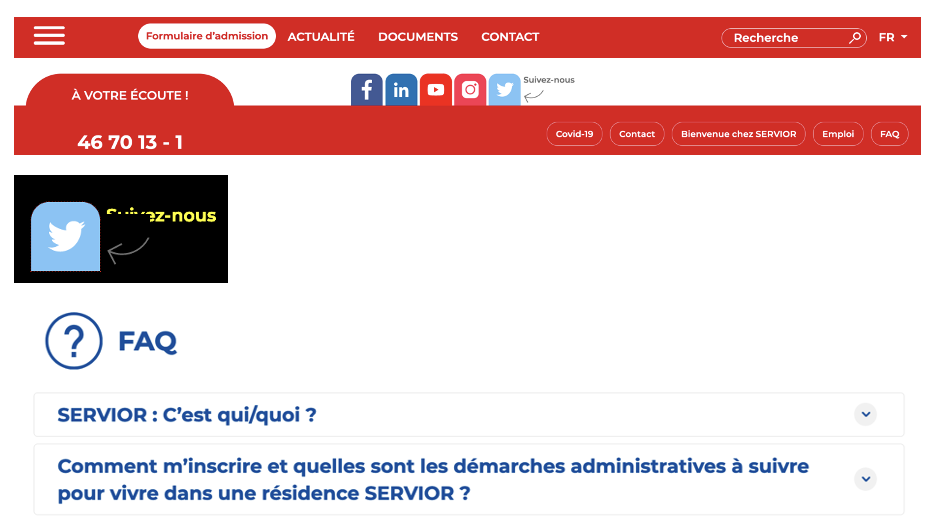 Formulaire d'admission ACTUALITÉ DOCUMENTS CONTACT Recherche FR
À VOTRE ÉCOUTE !
Suivez-nous
46 70 13 - 1
Covid-19 Contact Bienvenue chez SERVIOR Emploi FAQ
Suivez-nous
FAQ
SERVIOR : C'est qui/quoi ?
Comment m'inscrire et quelles sont les démarches administratives à suivre
pour vivre dans une résidence SERVIOR ?